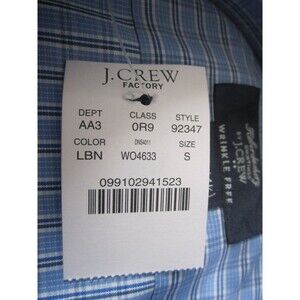 J.CREW
FACTORY
DEPT CLASS STYLE
AA3 0R9 92347
COLOR SIZE
LBN WO4633 S
099102941523
J.CREW
WRINKLE FREE